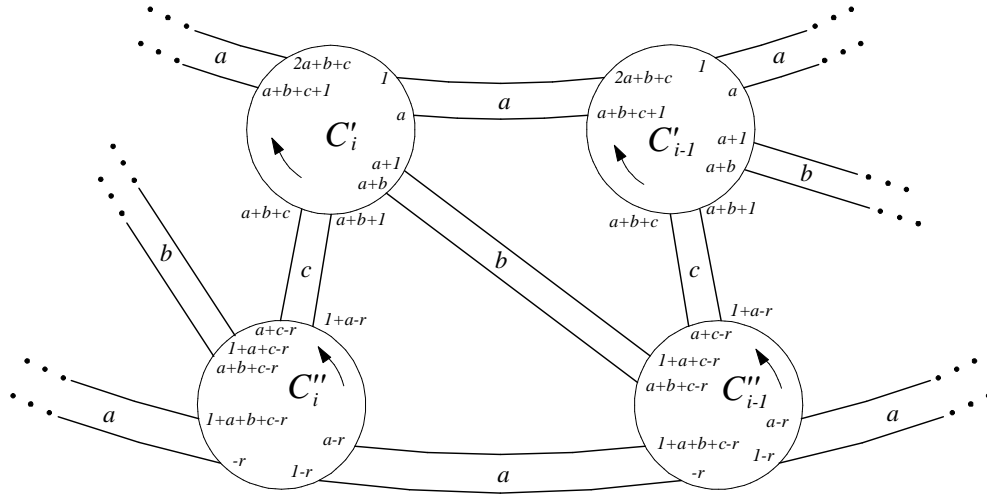 a
2a+b+c
1
a
a+b+c+1
a
C'i
a+1
a+b
a+b+c
a+b+1
2a+b+c
1
a
a
a+b+c+1
C'i-1
a+1
a+b
b
a+b+c
a+b+1
b
c
b
c
a+c-r
1+a-r
1+a+c-r
a+b+c-r
C''i
a
1+a+b+c-r
a-r
-r
1-r
a
a+c-r
1+a-r
1+a+c-r
a+b+c-r
C''i-1
a-r
a
1+a+b+c-r
1-r
-r